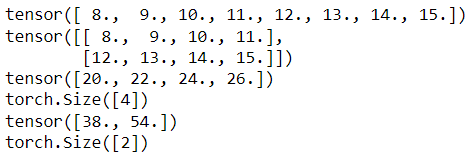 tensor([ 8.,  9., 10., 11., 12., 13., 14., 15.])
tensor([[ 8.,  9., 10., 11.],
        [12., 13., 14., 15.]])
tensor([20., 22., 24., 26.])
torch.Size([4])
tensor([38., 54.])
torch.Size([2])